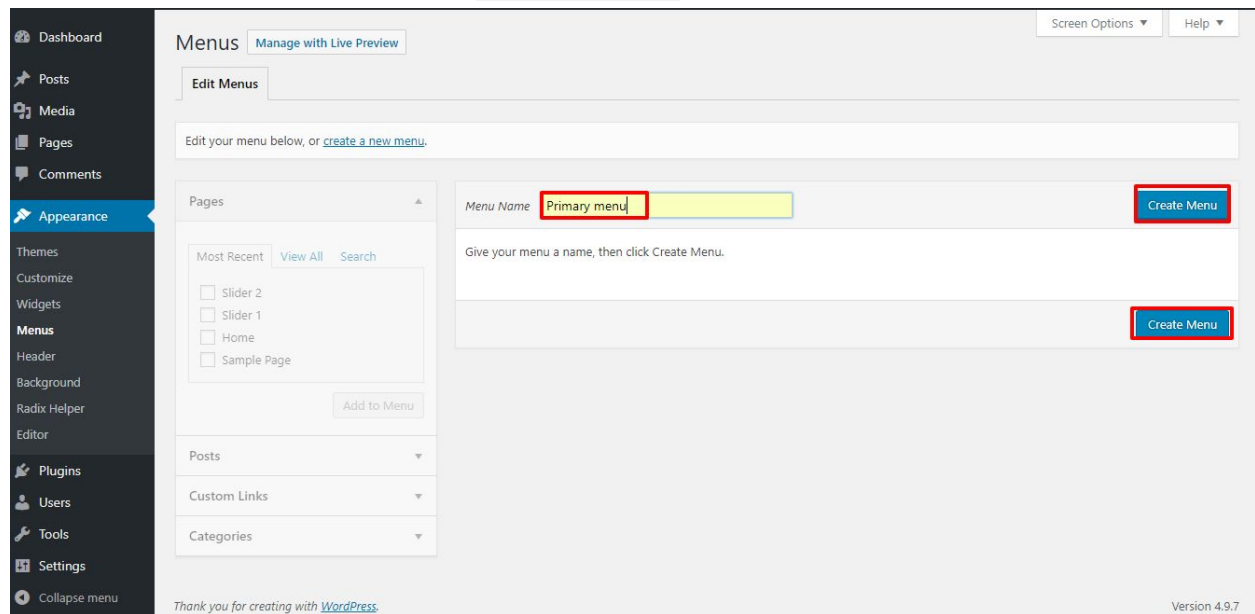 Dashboard
Posts
Media
Pages
Comments
Appearance
Themes
Customize
Widgets
Menus
Header
Background
Radix Helper
Editor
Plugins
Users
Tools
Settings
Collapse menu
Screen Options Help
Menus Manage with Live Preview
Edit Menus
Edit your menu below, or create a new menu.
Pages
Most Recent View All Search
Slider 2
Slider 1
Home
Sample Page
Add to Menu
Posts
Custom Links
Categories
Menu Name Primary menu Create Menu
Give your menu a name, then click Create Menu.
Create Menu
Thank you for creating with WordPress. Version 4.9.7